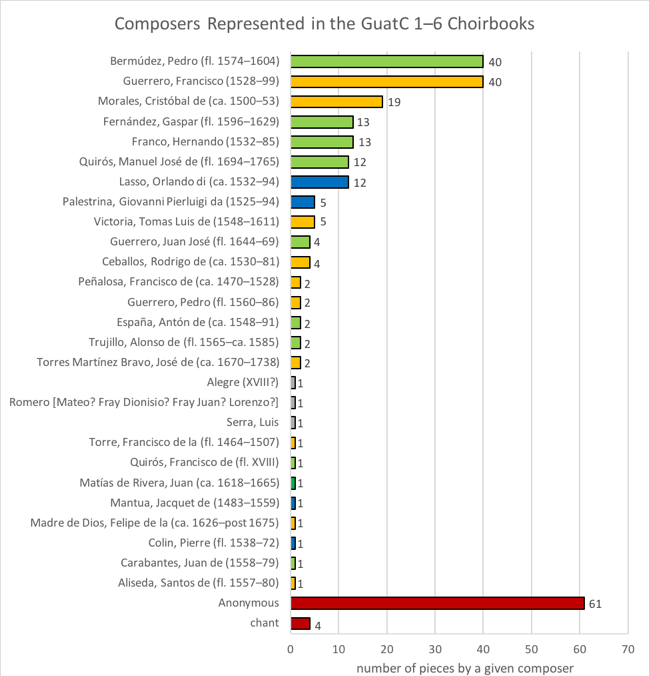 Composers Represented in the GuatC 1–6 Choirbooks
Bermúdez, Pedro (fl. 1574–1604) 40
Guerrero, Francisco (1528–99) 40
Morales, Cristóbal de (ca. 1500–53) 19
Fernández, Gaspar (fl. 1596–1629) 13
Franco, Hernando (1532–85) 13
Quirós, Manuel José de (fl. 1694–1765) 12
Lasso, Orlando di (ca. 1532–94) 12
Palestrina, Giovanni Pierluigi da (1525–94) 5
Victoria, Tomas Luis de (1548–1611) 5
Guerrero, Juan José (fl. 1644–69) 4
Ceballos, Rodrigo de (ca. 1530–81) 4
Peñalosa, Francisco de (ca. 1470–1528) 2
Guerrero, Pedro (fl. 1560–86) 2
España, Antón de (ca. 1548–91) 2
Trujillo, Alonso de (fl. 1565–ca. 1585) 2
Torres Martínez Bravo, José de (ca. 1670–1738) 2
Alegre (XVIII?) 1
Romero [Mateo? Fray Dionisio? Fray Juan? Lorenzo?] 1
Serra, Luis 1
Torre, Francisco de la (fl. 1464–1507) 1
Quirós, Francisco de (fl. XVIII) 1
Matías de Rivera, Juan (ca. 1618–1665) 1
Mantua, Jacquet de (1483–1559) 1
Madre de Dios, Felipe de la (ca. 1626–post 1675) 1
Colin, Pierre (fl. 1538–72) 1
Carabantes, Juan de (1558–79) 1
Aliseda, Santos de (fl. 1557–80) 1
Anonymous 61
chant 4
0 10 20 30 40 50 60 70
number of pieces by a given composer